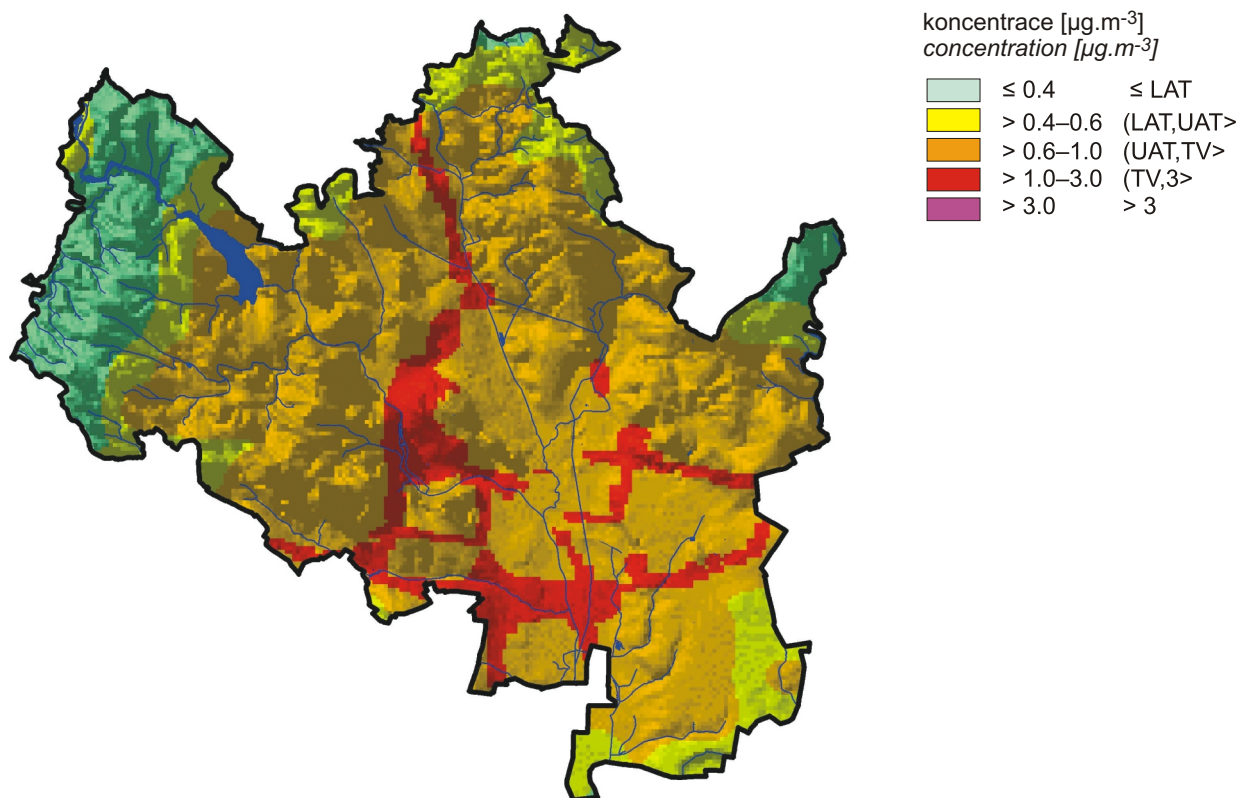 koncentrace [µg.m-3]
concentration [µg.m-3]
≤ 0.4 ≤ LAT
> 0.4–0.6 (LAT,UAT>
> 0.6–1.0 (UAT,TV>
> 1.0–3.0 (TV,3>
> 3.0 > 3